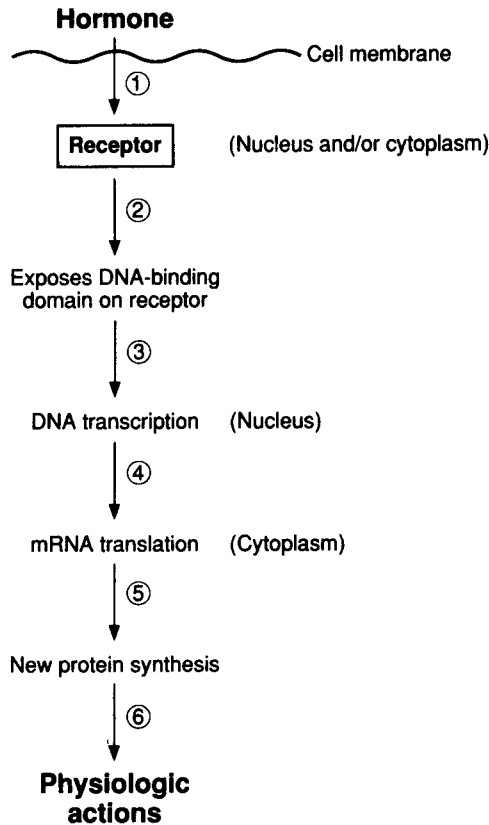 Hormone
Cell membrane
①
Receptor (Nucleus and/or cytoplasm)
②
Exposes DNA-binding
domain on receptor
③
DNA transcription (Nucleus)
④
mRNA translation (Cytoplasm)
⑤
New protein synthesis
⑥
Physiologic
actions